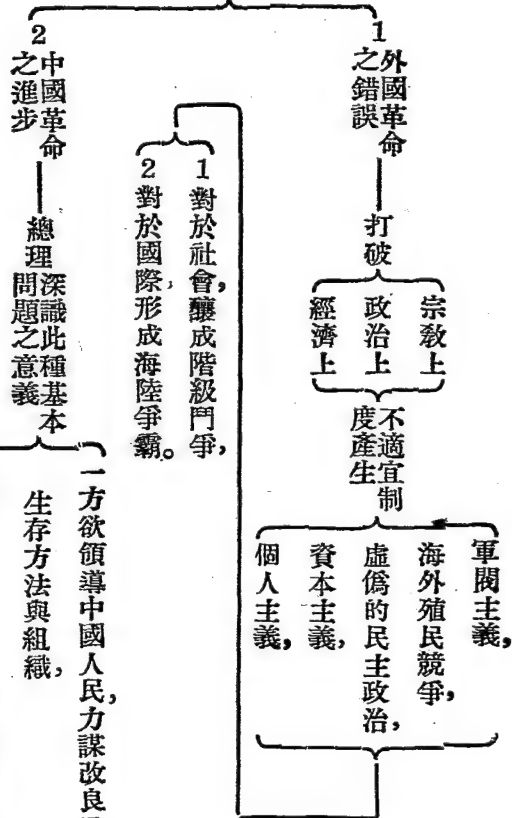 1 外國革命
之錯誤
打破
宗敎上
政治上
經濟上
不適宜制
度產生
軍閥主義，
海外殖民競爭，
虛僞的民主政治，
資本主義，
個人主義，
1 對於社會，釀成階級鬥爭，
2 對於國際，形成海陸爭霸。
2 中國革命
之進步
總理深識此種基本
問題之意義
一方欲領導中國人民，力謀改良
生存方法與組織，